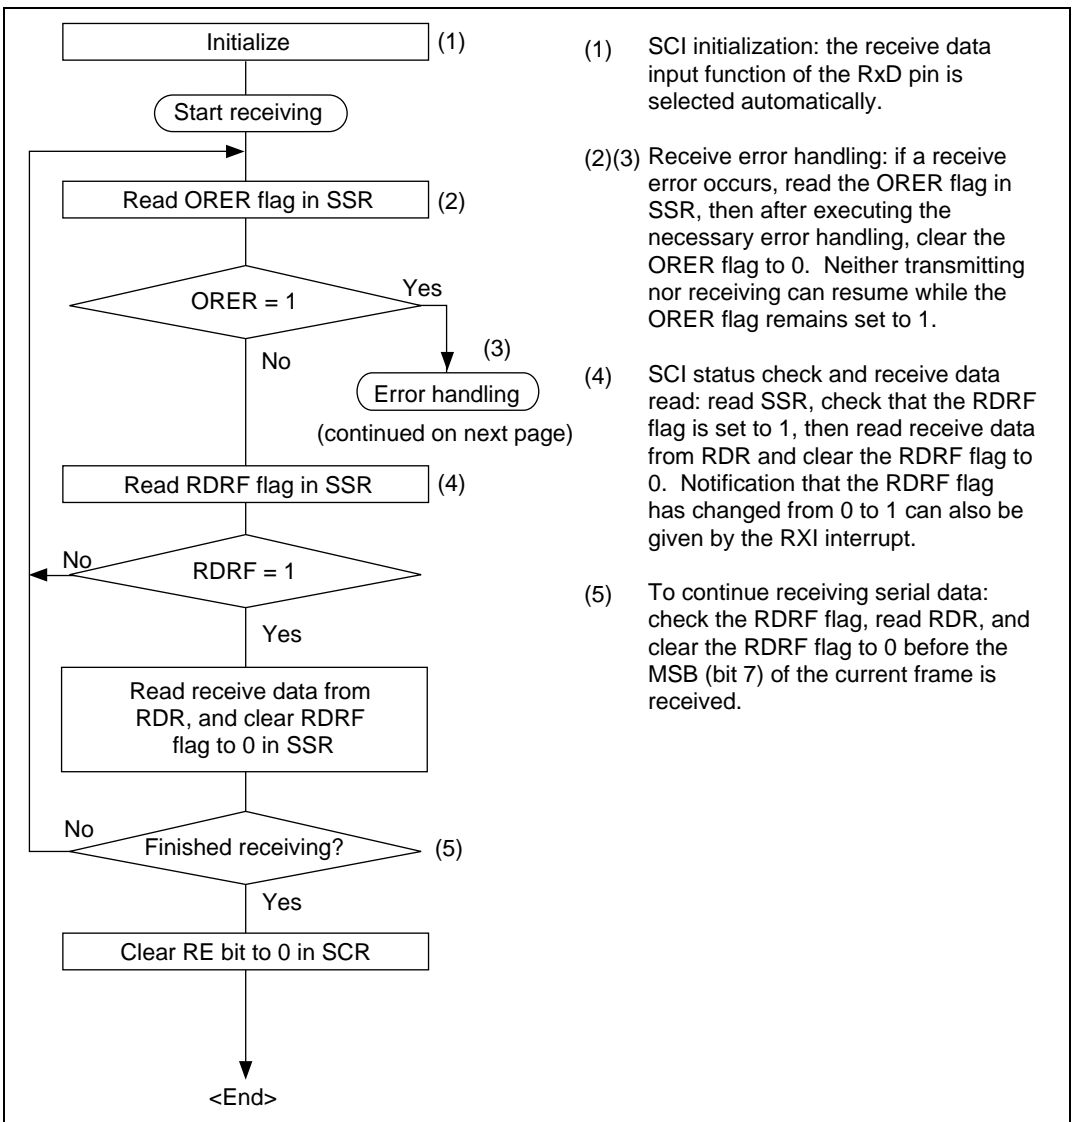 Initialize
(1)
Start receiving
Read ORER flag in SSR
(2)
ORER = 1
Yes
No
(3)
Error handling
(continued on next page)
Read RDRF flag in SSR
(4)
No
RDRF = 1
Yes
Read receive data from
RDR, and clear RDRF
flag to 0 in SSR
No
Finished receiving?
(5)
Yes
Clear RE bit to 0 in SCR
<End>
(1) SCI initialization: the receive data
input function of the RxD pin is
selected automatically.
(2)(3) Receive error handling: if a receive
error occurs, read the ORER flag in
SSR, then after executing the
necessary error handling, clear the
ORER flag to 0. Neither transmitting
nor receiving can resume while the
ORER flag remains set to 1.
(4) SCI status check and receive data
read: read SSR, check that the RDRF
flag is set to 1, then read receive data
from RDR and clear the RDRF flag to
0. Notification that the RDRF flag
has changed from 0 to 1 can also be
given by the RXI interrupt.
(5) To continue receiving serial data:
check the RDRF flag, read RDR, and
clear the RDRF flag to 0 before the
MSB (bit 7) of the current frame is
received.